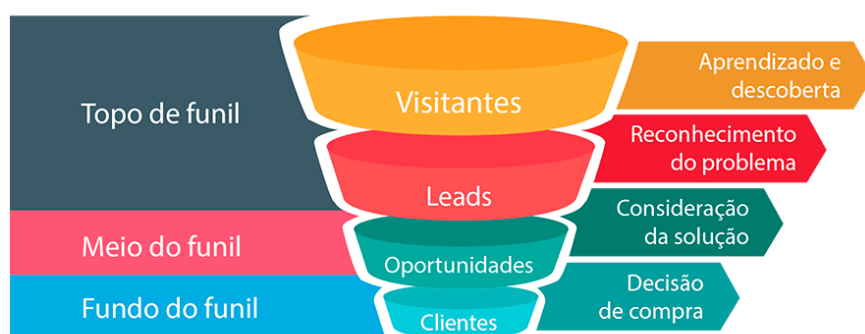 Topo de funil
Visitantes
Aprendizado e
descoberta
Leads
Reconhecimento
do problema
Meio do funil
Oportunidades
Consideração
da solução
Fundo do funil
Clientes
Decisão
de compra